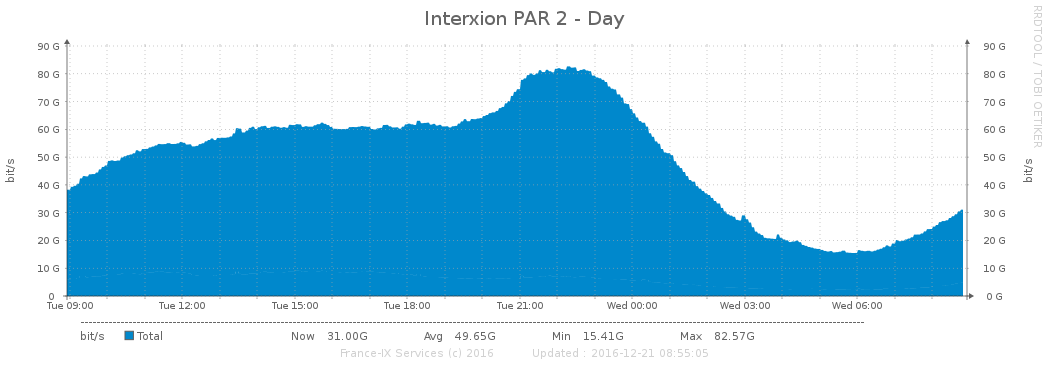 Interxion PAR 2 - Day
RRDTOOL / TOBI OETIKER
90 G 90 G
80 G 80 G
70 G 70 G
60 G 60 G
50 G 50 G
40 G 40 G
30 G 30 G
20 G 20 G
10 G 10 G
0 0 G
bit/s bit/s
Tue 09:00 Tue 12:00 Tue 15:00 Tue 18:00 Tue 21:00 Wed 00:00 Wed 03:00 Wed 06:00
bit/s Total Now 31.00G Avg 49.65G Min 15.41G Max 82.57G
France-IX Services (c) 2016 Updated : 2016-12-21 08:55:05